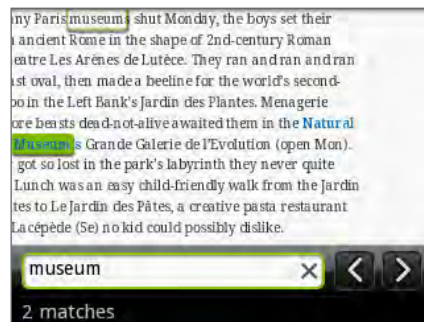 ny Paris museums shut Monday, the boys set their
ancient Rome in the shape of 2nd-century Roman
eatre Les Arènes de Lutèce. They ran and ran and ran
st oval, then made a beeline for the world's second-
oo in the Left Bank's Jardin des Plantes. Menagerie
ore beasts dead-not-alive awaited them in the Natural
Museum's Grande Galerie de l'Evolution (open Mon).
got so lost in the park's labyrinth they never quite
Lunch was an easy child-friendly walk from the Jardin
tes to Le Jardin des Pâtes, a creative pasta restaurant
Lacépède (5e) no kid could possibly dislike.
museum
2 matches